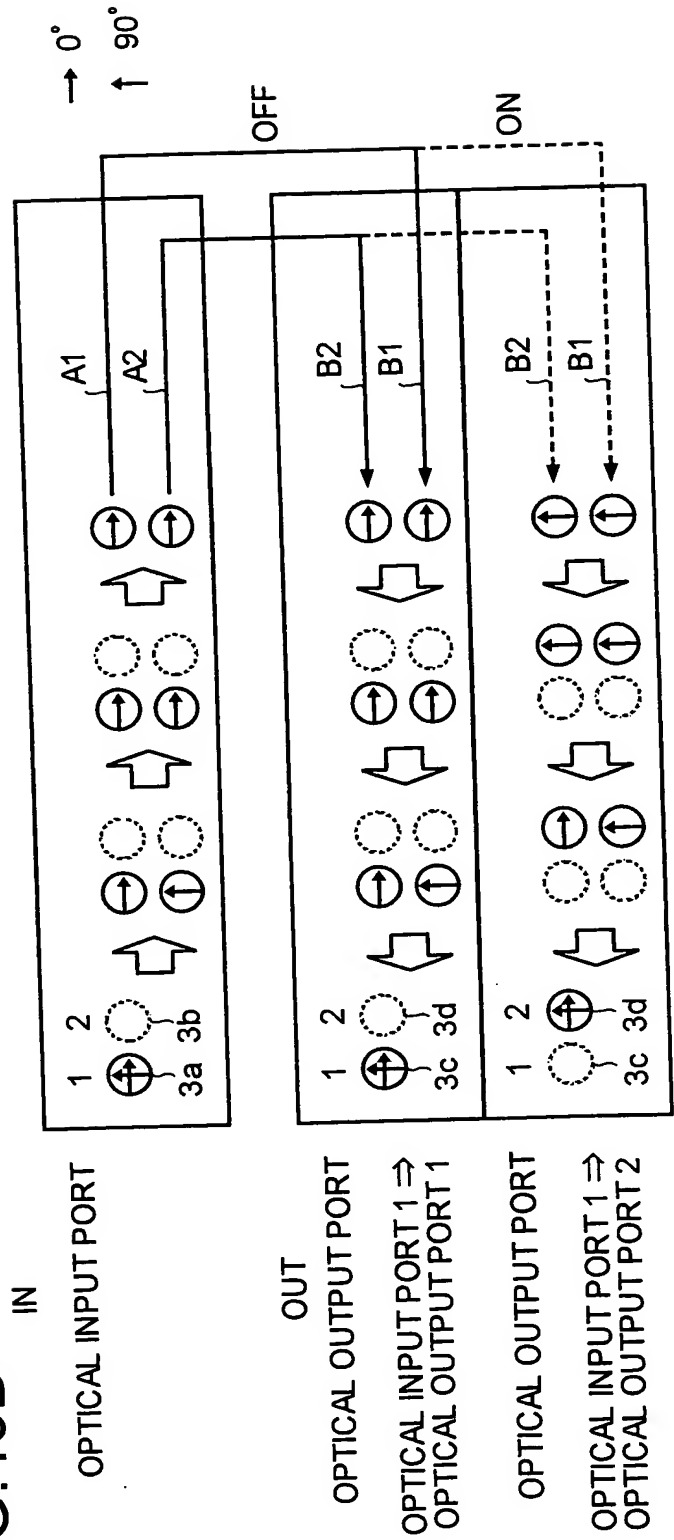 IN
OPTICAL INPUT PORT
1 2
3a 3b
A1
A2
→ 0°
↑ 90°
OFF
OUT
OPTICAL OUTPUT PORT
1 2
3c 3d
B2
B1
OPTICAL INPUT PORT 1 ⇒
OPTICAL OUTPUT PORT 1
ON
OPTICAL OUTPUT PORT
1 2
3c 3d
B2
B1
OPTICAL INPUT PORT 1 ⇒
OPTICAL OUTPUT PORT 2